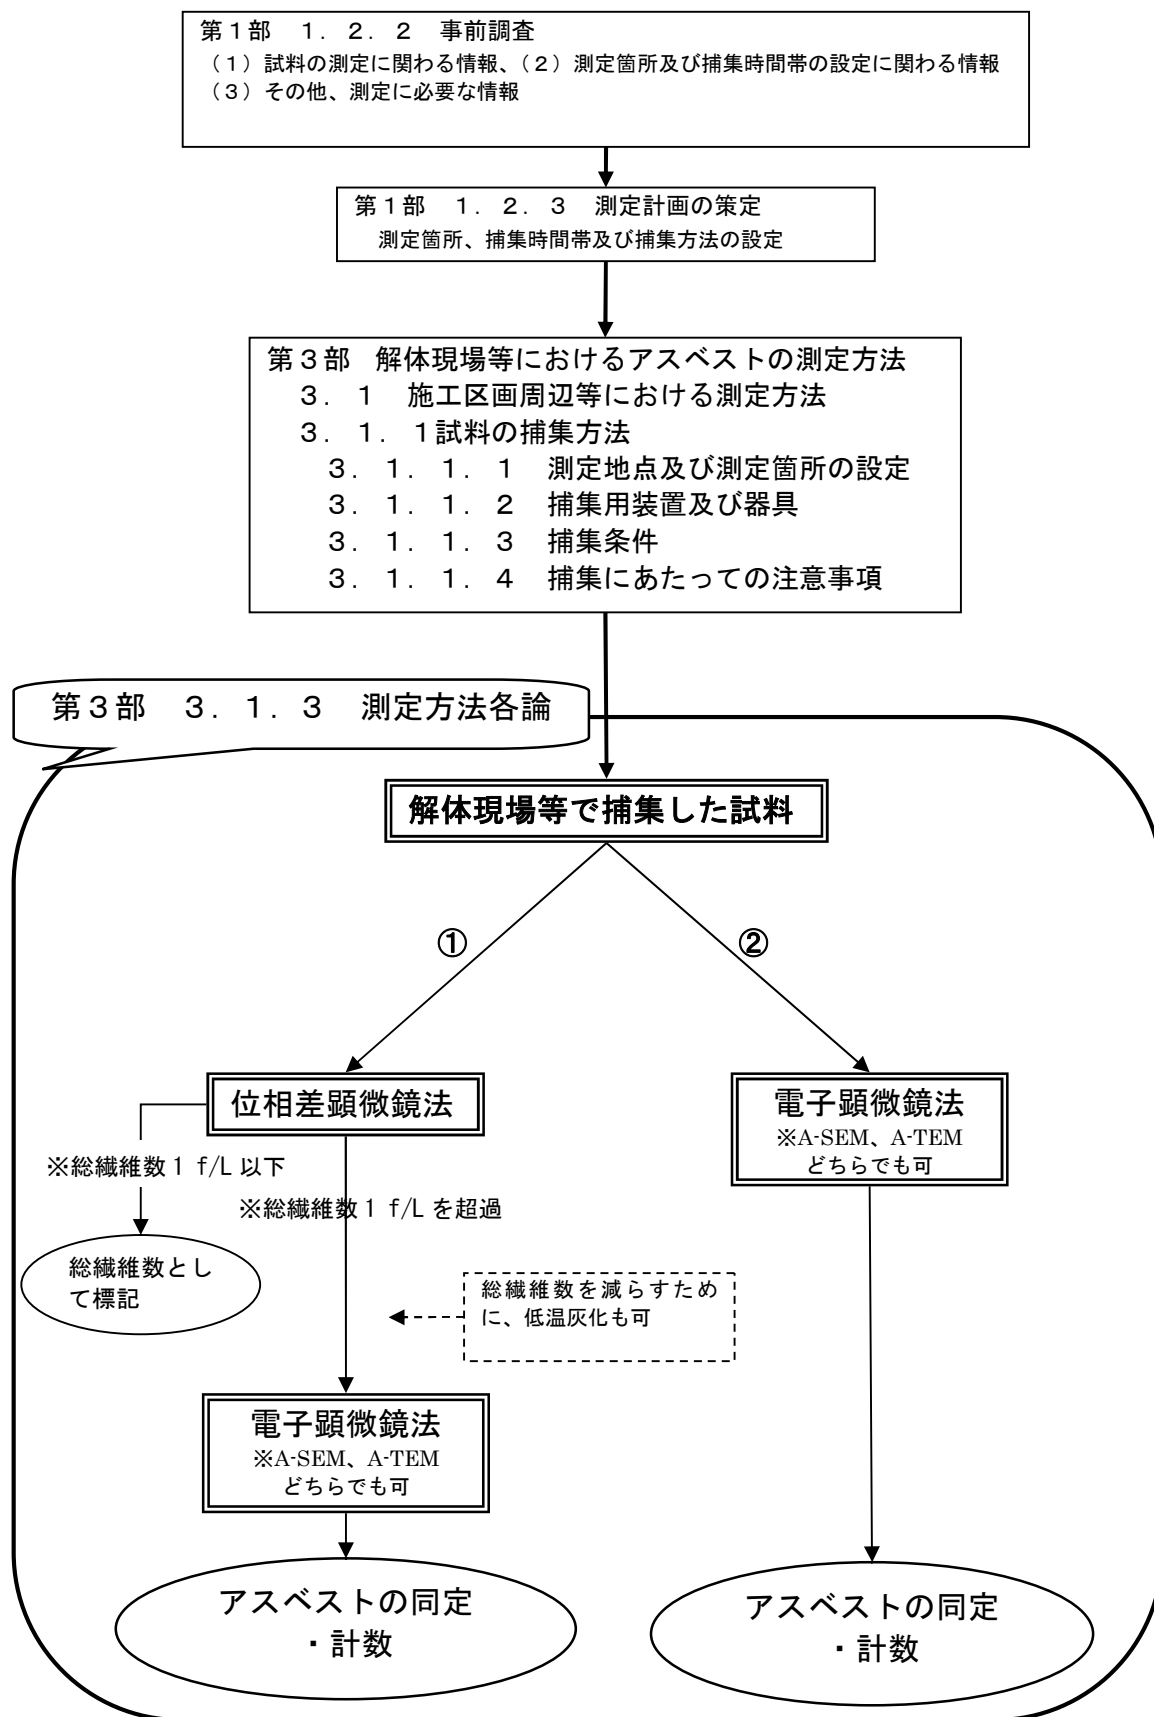 第１部　１．２．２　事前調査
（１）試料の測定に関わる情報、（２）測定箇所及び捕集時間帯の設定に関わる情報
（３）その他、測定に必要な情報
第１部　１．２．３　測定計画の策定
測定箇所、捕集時間帯及び捕集方法の設定
第３部　解体現場等におけるアスベストの測定方法
３．１　施工区画周辺等における測定方法
３．１．１試料の捕集方法
３．１．１．１　測定地点及び測定箇所の設定
３．１．１．２　捕集用装置及び器具
３．１．１．３　捕集条件
３．１．１．４　捕集にあたっての注意事項
第３部　３．１．３　測定方法各論
解体現場等で捕集した試料
①
②
位相差顕微鏡法
電子顕微鏡法
※A-SEM、A-TEM
どちらでも可
※総繊維数１ f/L 以下
※総繊維数１ f/L を超過
総繊維数とし
て標記
総繊維数を減らすため
に、低温灰化も可
電子顕微鏡法
※A-SEM、A-TEM
どちらでも可
アスベストの同定
・計数
アスベストの同定
・計数